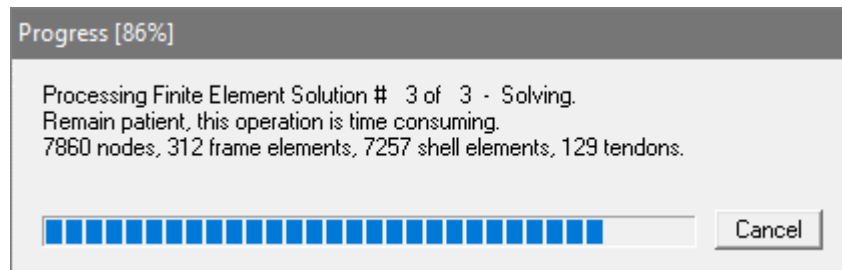 Progress [86%]
Processing Finite Element Solution # 3 of 3 - Solving.
Remain patient, this operation is time consuming.
7860 nodes, 312 frame elements, 7257 shell elements, 129 tendons.
Cancel